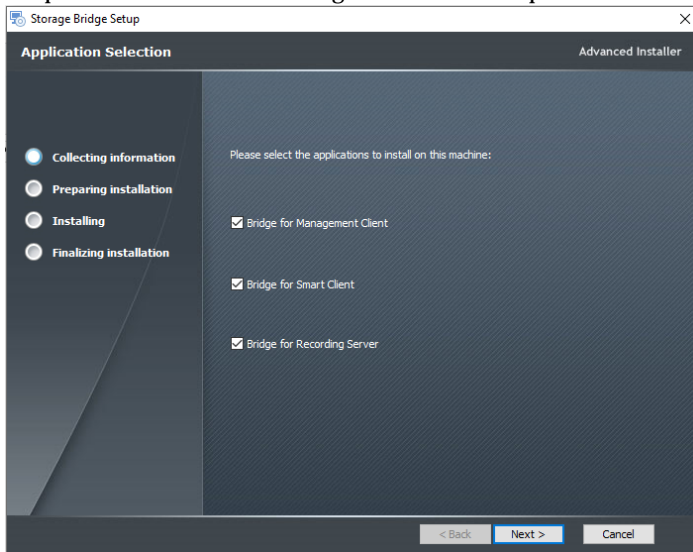 Storage Bridge Setup
Application Selection
Advanced Installer
Collecting information
Please select the applications to install on this machine:
Preparing installation
Installing
Bridge for Management Client
Finalizing installation
Bridge for Smart Client
Bridge for Recording Server
< Back
Next >
Cancel